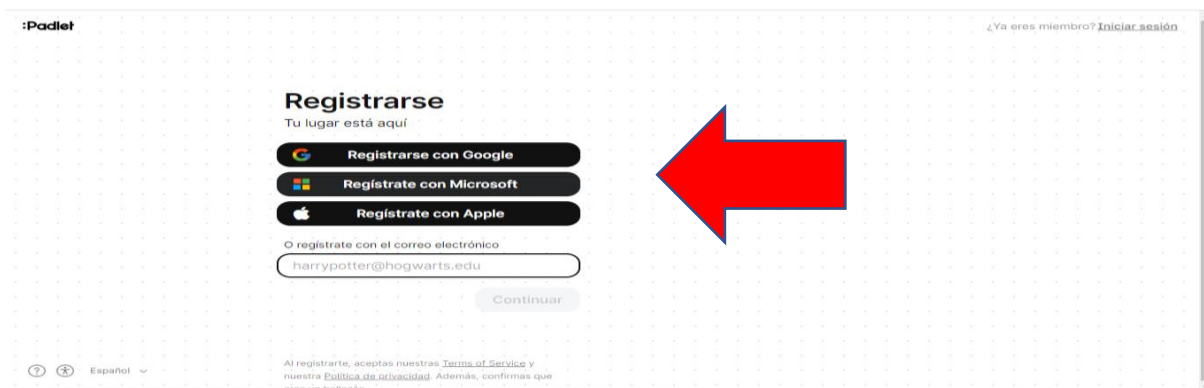 :Padlet
¿Ya eres miembro? Iniciar sesión
Registrarse
Tu lugar está aquí
Registrarse con Google
Regístrate con Microsoft
Regístrate con Apple
O regístrate con el correo electrónico
harrypotter@hogwarts.edu
Continuar
Español
Al registrarte, aceptas nuestras Terms of Service y
nuestra Política de privacidad. Además, confirmas que